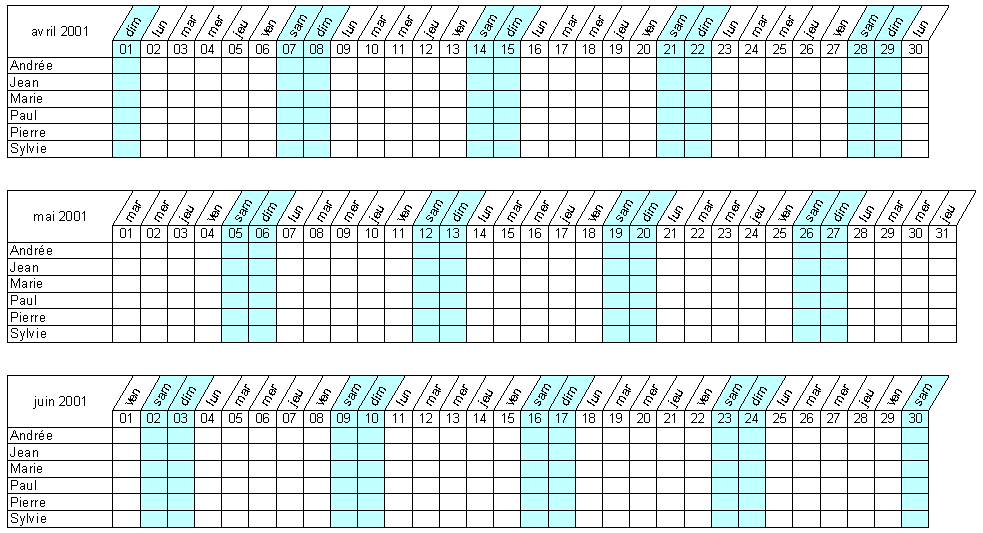 avril 2001 dim lun mar mer jeu ven sam dim lun mar mer jeu ven sam dim lun mar mer jeu ven sam dim lun mar mer jeu ven sam dim lun
01 02 03 04 05 06 07 08 09 10 11 12 13 14 15 16 17 18 19 20 21 22 23 24 25 26 27 28 29 30
Andrée
Jean
Marie
Paul
Pierre
Sylvie
mai 2001 mar mer jeu ven sam dim lun mar mer jeu ven sam dim lun mar mer jeu ven sam dim lun mar mer jeu ven sam dim lun mar mer jeu
01 02 03 04 05 06 07 08 09 10 11 12 13 14 15 16 17 18 19 20 21 22 23 24 25 26 27 28 29 30 31
Andrée
Jean
Marie
Paul
Pierre
Sylvie
juin 2001 ven sam dim lun mar mer jeu ven sam dim lun mar mer jeu ven sam dim lun mar mer jeu ven sam dim lun mar mer jeu ven sam
01 02 03 04 05 06 07 08 09 10 11 12 13 14 15 16 17 18 19 20 21 22 23 24 25 26 27 28 29 30
Andrée
Jean
Marie
Paul
Pierre
Sylvie